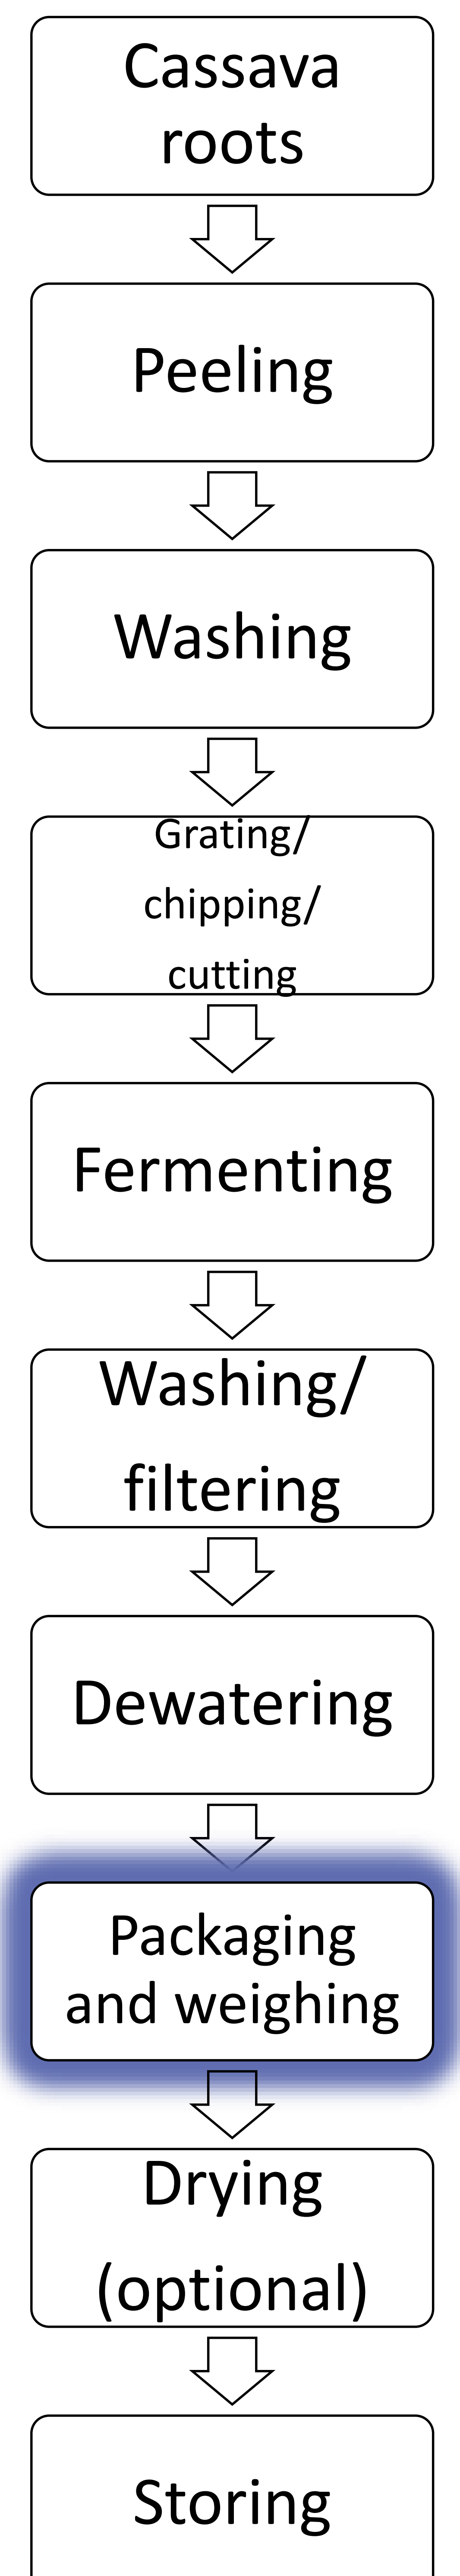 Cassava
roots
Peeling
Washing
Grating/
chipping/
cutting
Fermenting
Washing/
filtering
Dewatering
Packaging
and weighing
Drying
(optional)
Storing